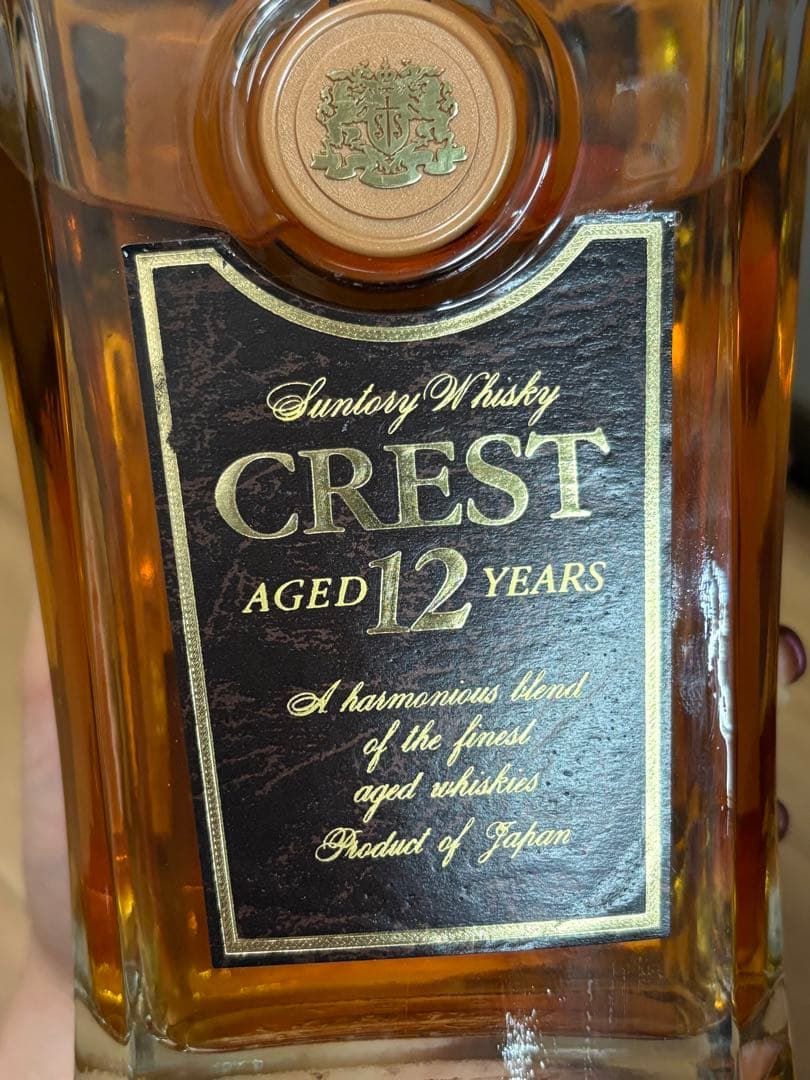 Suntory Whisky
CREST
AGED 12 YEARS
A harmonious blend
of the finest
aged whiskies
Product of Japan